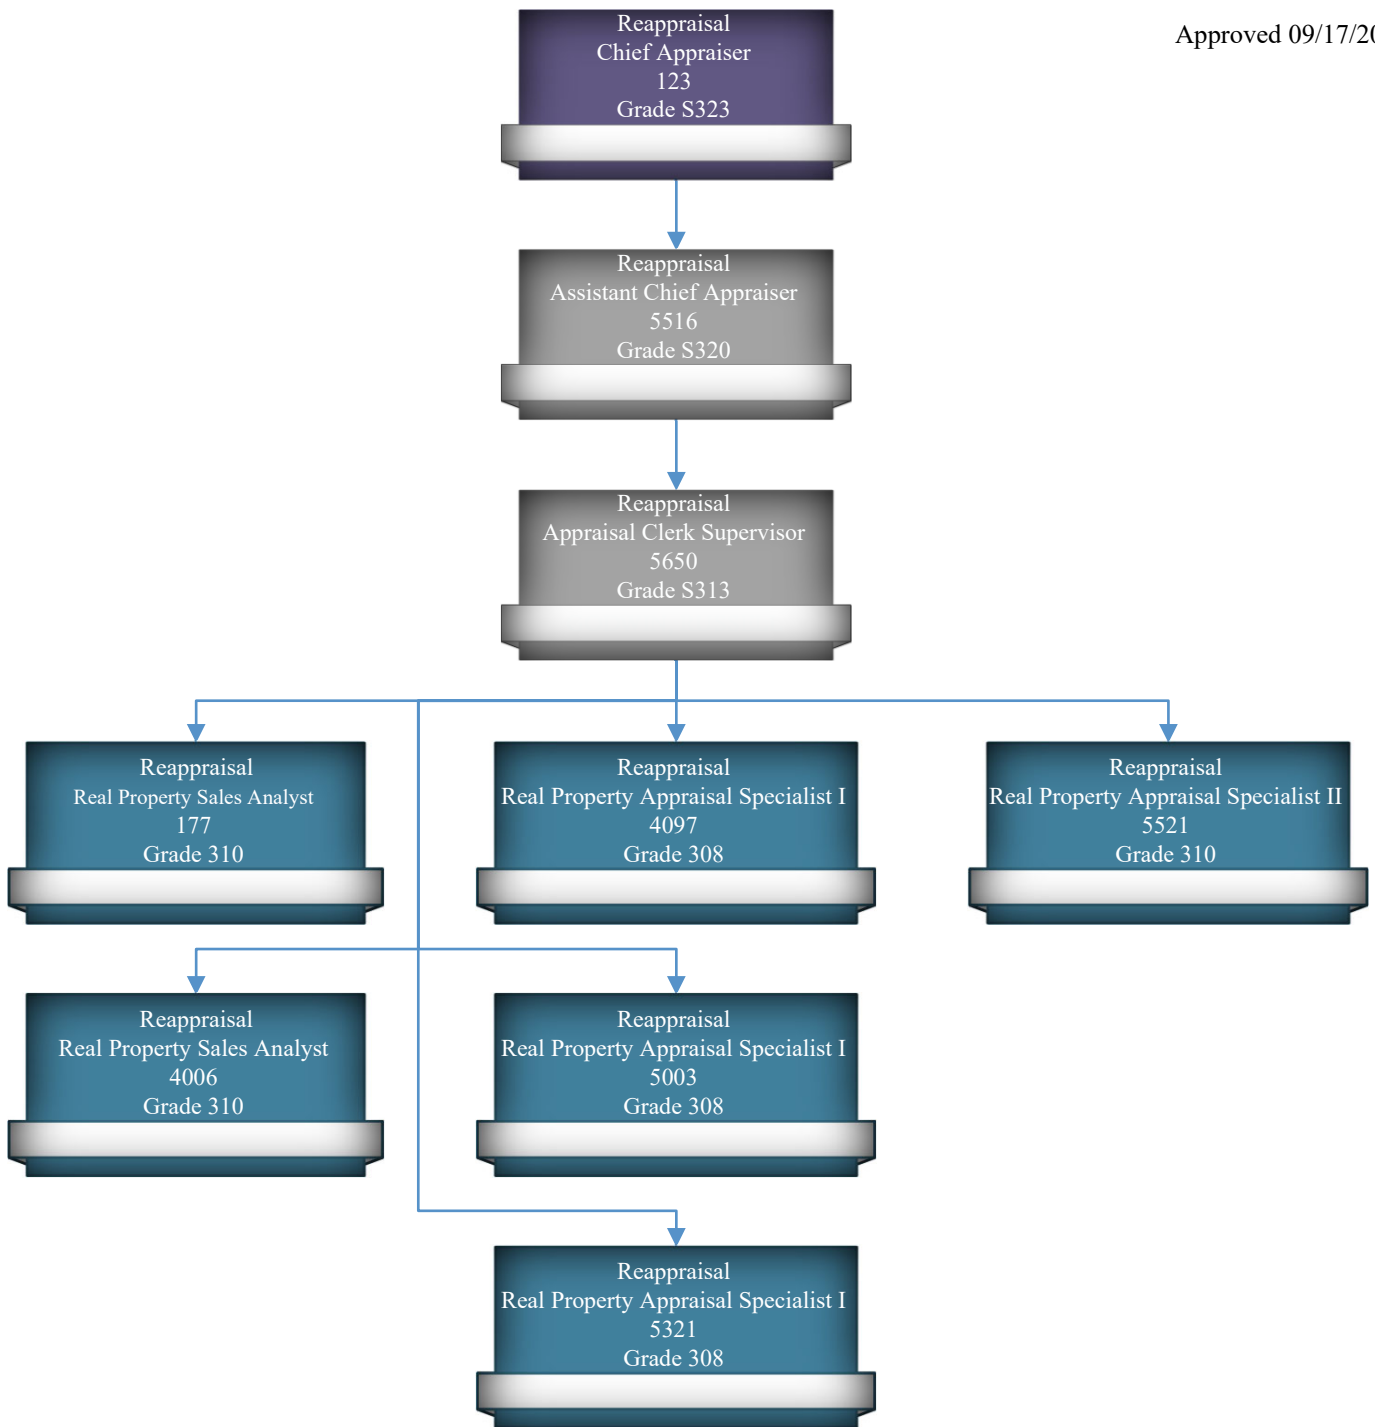 Approved 09/17/20
Reappraisal
Chief Appraiser
123
Grade S323
Reappraisal
Assistant Chief Appraiser
5516
Grade S320
Reappraisal
Appraisal Clerk Supervisor
5650
Grade S313
Reappraisal
Real Property Sales Analyst
177
Grade 310
Reappraisal
Real Property Appraisal Specialist I
4097
Grade 308
Reappraisal
Real Property Appraisal Specialist II
5521
Grade 310
Reappraisal
Real Property Sales Analyst
4006
Grade 310
Reappraisal
Real Property Appraisal Specialist I
5003
Grade 308
Reappraisal
Real Property Appraisal Specialist I
5321
Grade 308